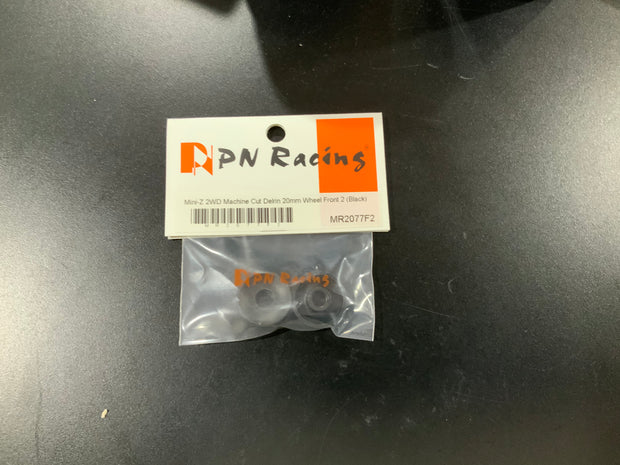 PN Racing
Mini-Z 2WD Machine Cut Delrin 20mm Wheel Front 2 (Black)
MR2077F2
PN Racing